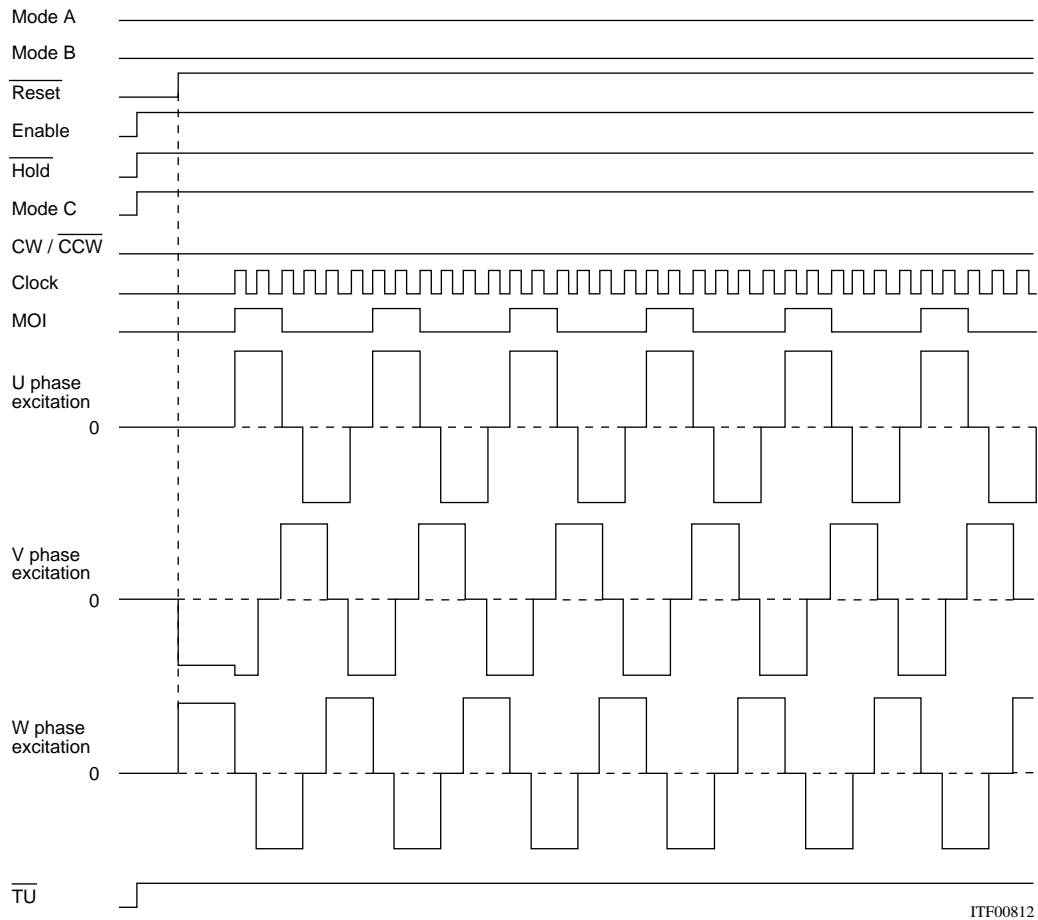 Mode A
Mode B
Reset
Enable
Hold
Mode C
CW / CCW
Clock
MOI
U phase
excitation
0
V phase
excitation
0
W phase
excitation
0
TU
ITF00812